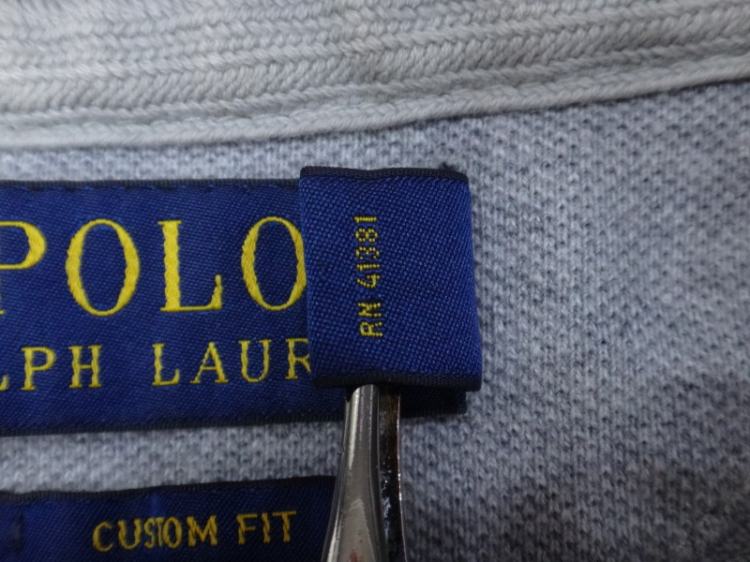 POLO
LPH LAUR
RN 41381
CUSTOM FIT